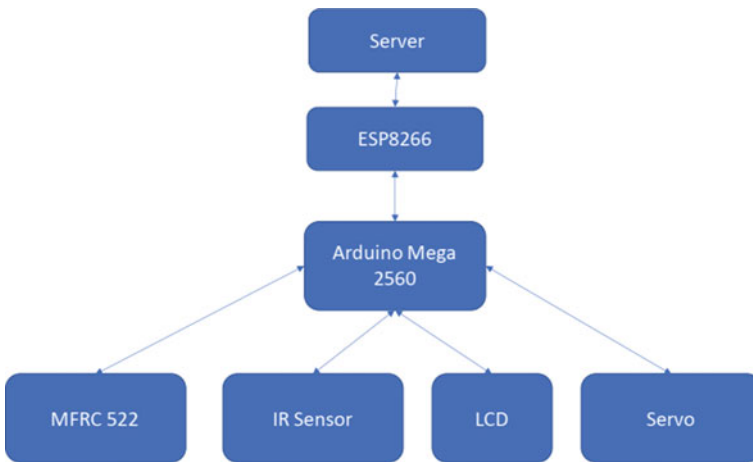 Server
ESP8266
Arduino Mega
2560
MFRC 522
IR Sensor
LCD
Servo